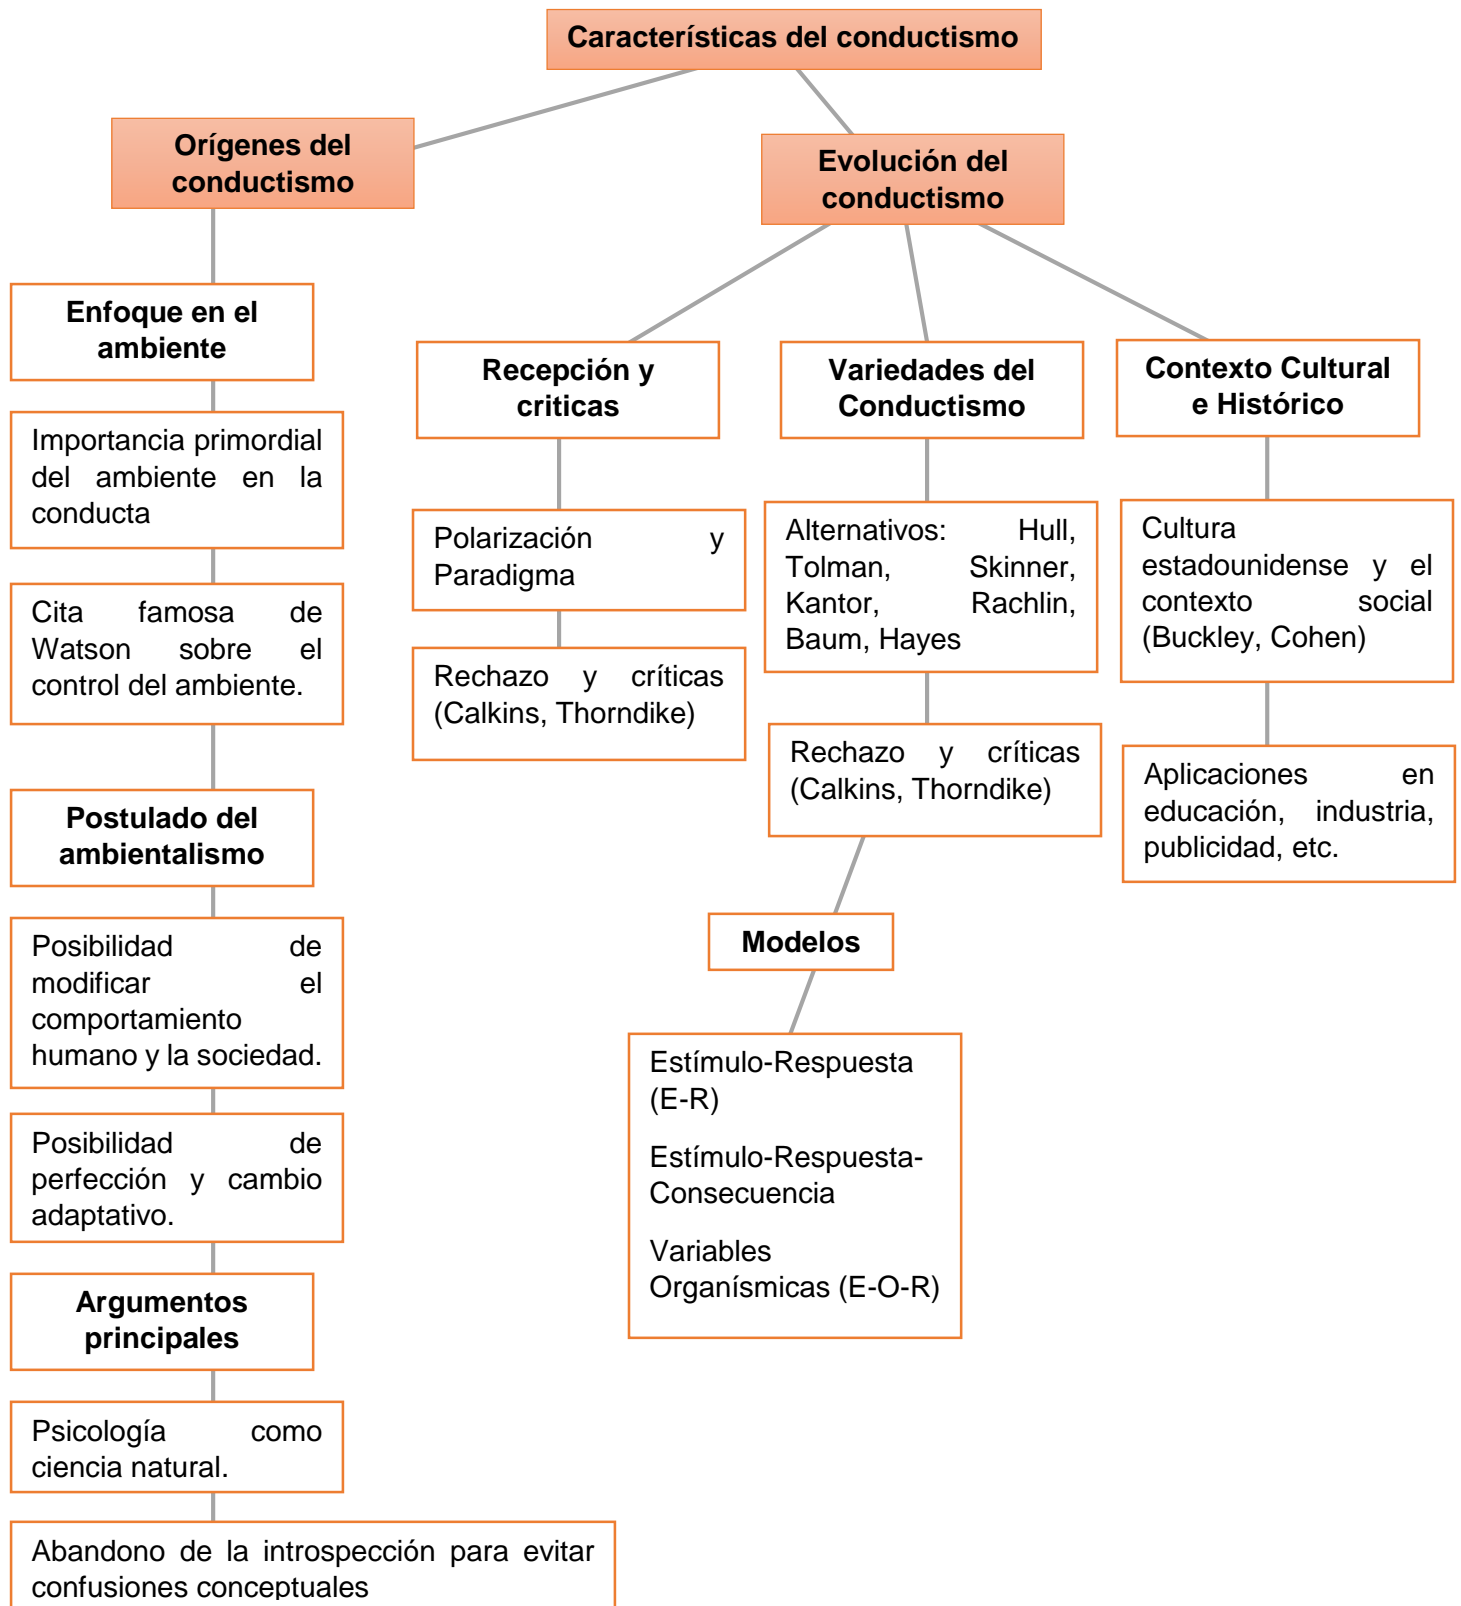 Características del conductismo
Orígenes del
conductismo
Evolución del
conductismo
Enfoque en el
ambiente
Importancia primordial
del ambiente en la
conducta
Cita famosa de
Watson sobre el
control del ambiente.
Postulado del
ambientalismo
Posibilidad de
modificar el
comportamiento
humano y la sociedad.
Posibilidad de
perfección y cambio
adaptativo.
Argumentos
principales
Psicología como
ciencia natural.
Abandono de la introspección para evitar
confusiones conceptuales
Recepción y
criticas
Polarización y
Paradigma
Rechazo y críticas
(Calkins, Thorndike)
Variedades del
Conductismo
Alternativos: Hull,
Tolman, Skinner,
Kantor, Rachlin,
Baum, Hayes
Rechazo y críticas
(Calkins, Thorndike)
Modelos
Estímulo-Respuesta
(E-R)
Estímulo-Respuesta-
Consecuencia
Variables
Organísmicas (E-O-R)
Contexto Cultural
e Histórico
Cultura
estadounidense y el
contexto social
(Buckley, Cohen)
Aplicaciones en
educación, industria,
publicidad, etc.